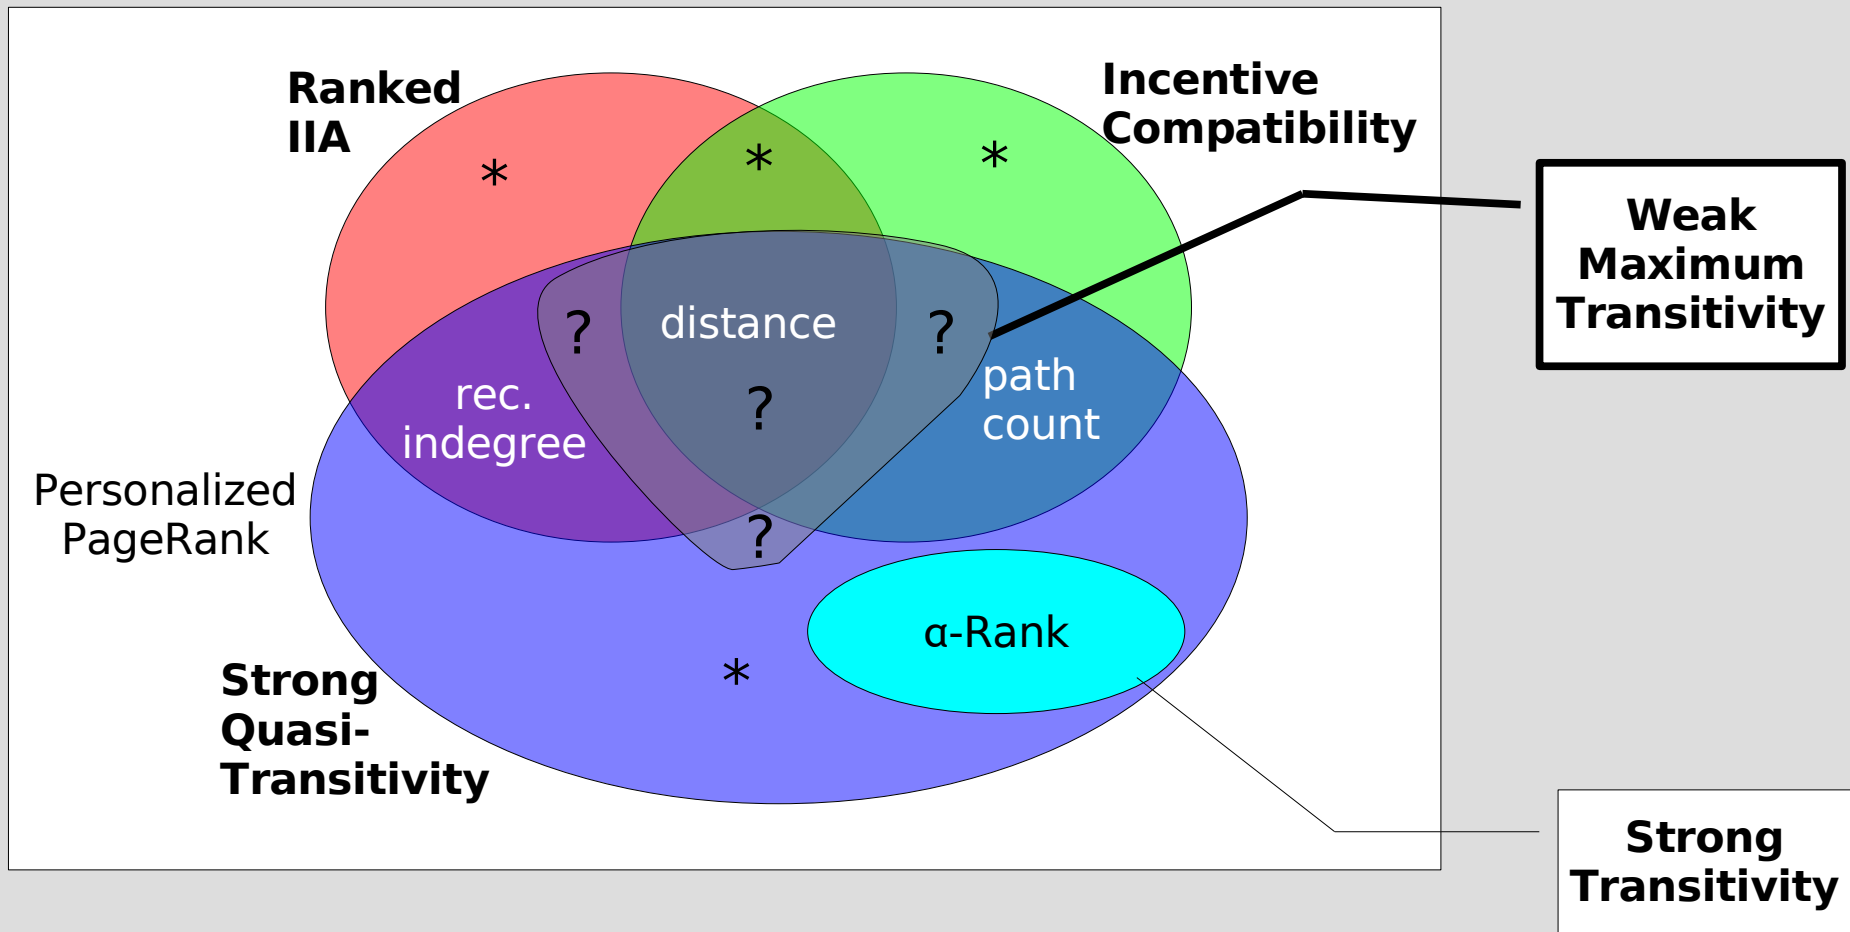 Ranked
IIA
Incentive
Compatibility
*
*
*
Weak
Maximum
Transitivity
?
distance
?
rec.
indegree
?
path
count
Personalized
PageRank
?
α-Rank
*
Strong
Quasi-
Transitivity
Strong
Transitivity